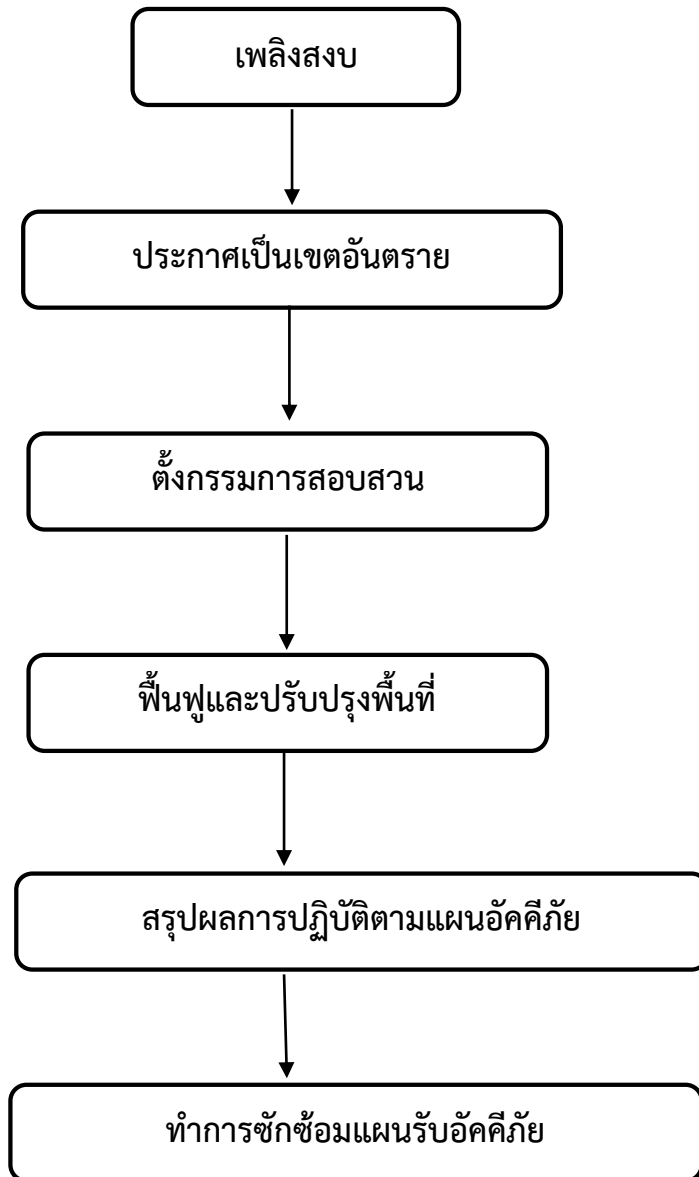 เพลิงสงบ
ประกาศเป็นเขตอันตราย
ตั้งกรรมการสอบสวน
ฟื้นฟูและปรับปรุงพื้นที่
สรุปผลการปฏิบัติตามแผนอัคคีภัย
ทำการซักซ้อมแผนรับอัคคีภัย